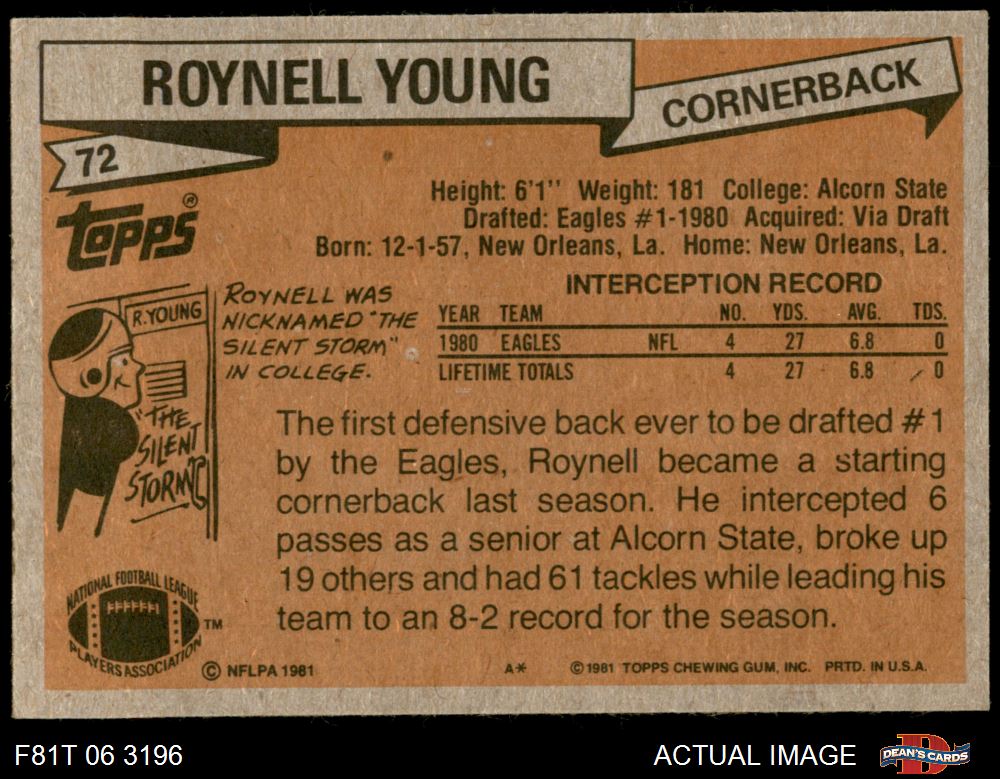 ROYNELL YOUNG
CORNERBACK
72
Topps®
Height: 6'1'' Weight: 181 College: Alcorn State
Drafted: Eagles #1-1980 Acquired: Via Draft
Born: 12-1-57, New Orleans, La. Home: New Orleans, La.
R. YOUNG
"THE
SILENT
STORM"
ROYNELL WAS
NICKNAMED "THE
SILENT STORM"
IN COLLEGE.
INTERCEPTION RECORD
YEAR TEAM NO. YDS. AVG. TDS.
1980 EAGLES NFL 4 27 6.8 0
LIFETIME TOTALS 4 27 6.8 0
The first defensive back ever to be drafted #1
by the Eagles, Roynell became a starting
cornerback last season. He intercepted 6
passes as a senior at Alcorn State, broke up
19 others and had 61 tackles while leading his
team to an 8-2 record for the season.
NATIONAL FOOTBALL LEAGUE
PLAYERS ASSOCIATION
TM
© NFLPA 1981
A* © 1981 TOPPS CHEWING GUM, INC. PRTD. IN U.S.A.
F81T 06 3196
ACTUAL IMAGE
D
DEAN'S CARDS